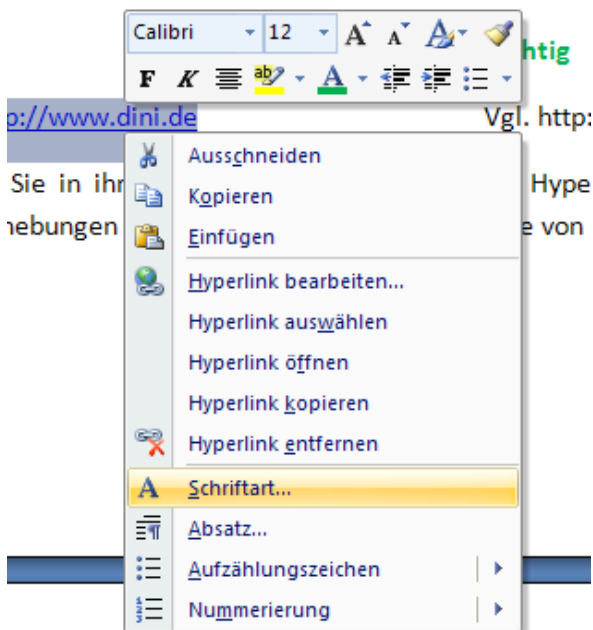 Calibri 12
htig
F K
p://www.dini.de Vgl. http:
Ausschneiden
Sie in ihr Hype
Kopieren
nebungen e von
Einfügen
Hyperlink bearbeiten...
Hyperlink auswählen
Hyperlink öffnen
Hyperlink kopieren
Hyperlink entfernen
Schriftart...
Absatz...
Aufzählungszeichen
Nummerierung